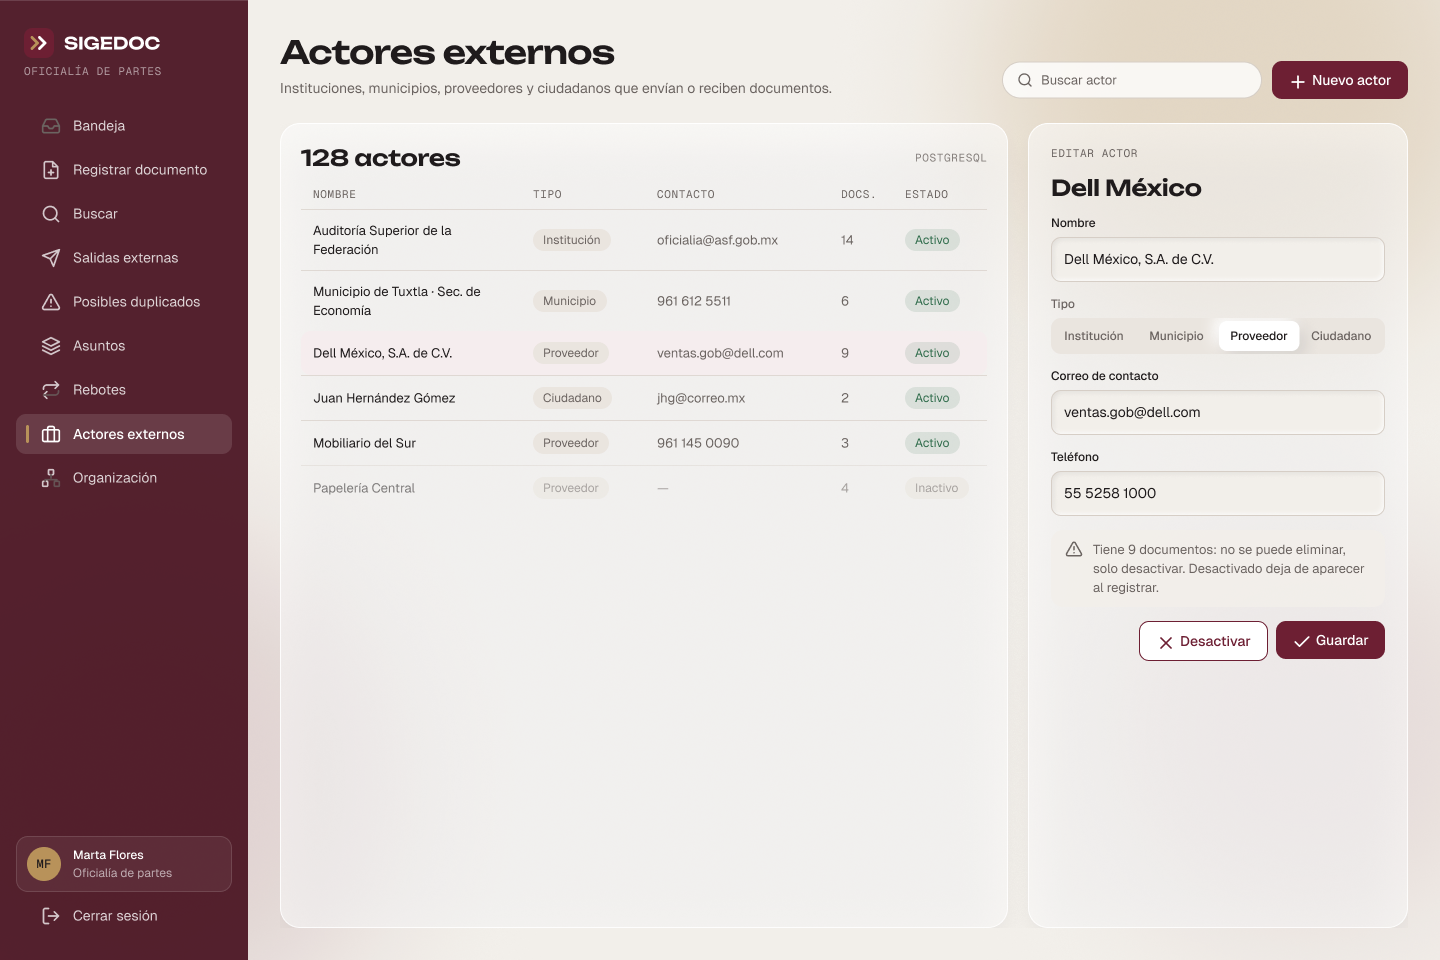 SIGEDOC
OFICIALÍA DE PARTES
Bandeja
Registrar documento
Buscar
Salidas externas
Posibles duplicados
Asuntos
Rebotes
Actores externos
Organización
MF
Marta Flores
Oficialía de partes
Cerrar sesión
Actores externos
Instituciones, municipios, proveedores y ciudadanos que envían o reciben documentos.
Buscar actor
Nuevo actor
128 actores
POSTGRESQL
NOMBRE TIPO CONTACTO DOCS. ESTADO
Auditoría Superior de la
Federación
Institución oficialia@asf.gob.mx 14 Activo
Municipio de Tuxtla · Sec. de
Economía
Municipio 961 612 5511 6 Activo
Dell México, S.A. de C.V. Proveedor ventas.gob@dell.com 9 Activo
Juan Hernández Gómez Ciudadano jhg@correo.mx 2 Activo
Mobiliario del Sur Proveedor 961 145 0090 3 Activo
Papelería Central Proveedor — 4 Inactivo
EDITAR ACTOR
Dell México
Nombre
Dell México, S.A. de C.V.
Tipo
Institución Municipio Proveedor Ciudadano
Correo de contacto
ventas.gob@dell.com
Teléfono
55 5258 1000
Tiene 9 documentos: no se puede eliminar,
solo desactivar. Desactivado deja de aparecer
al registrar.
Desactivar
Guardar